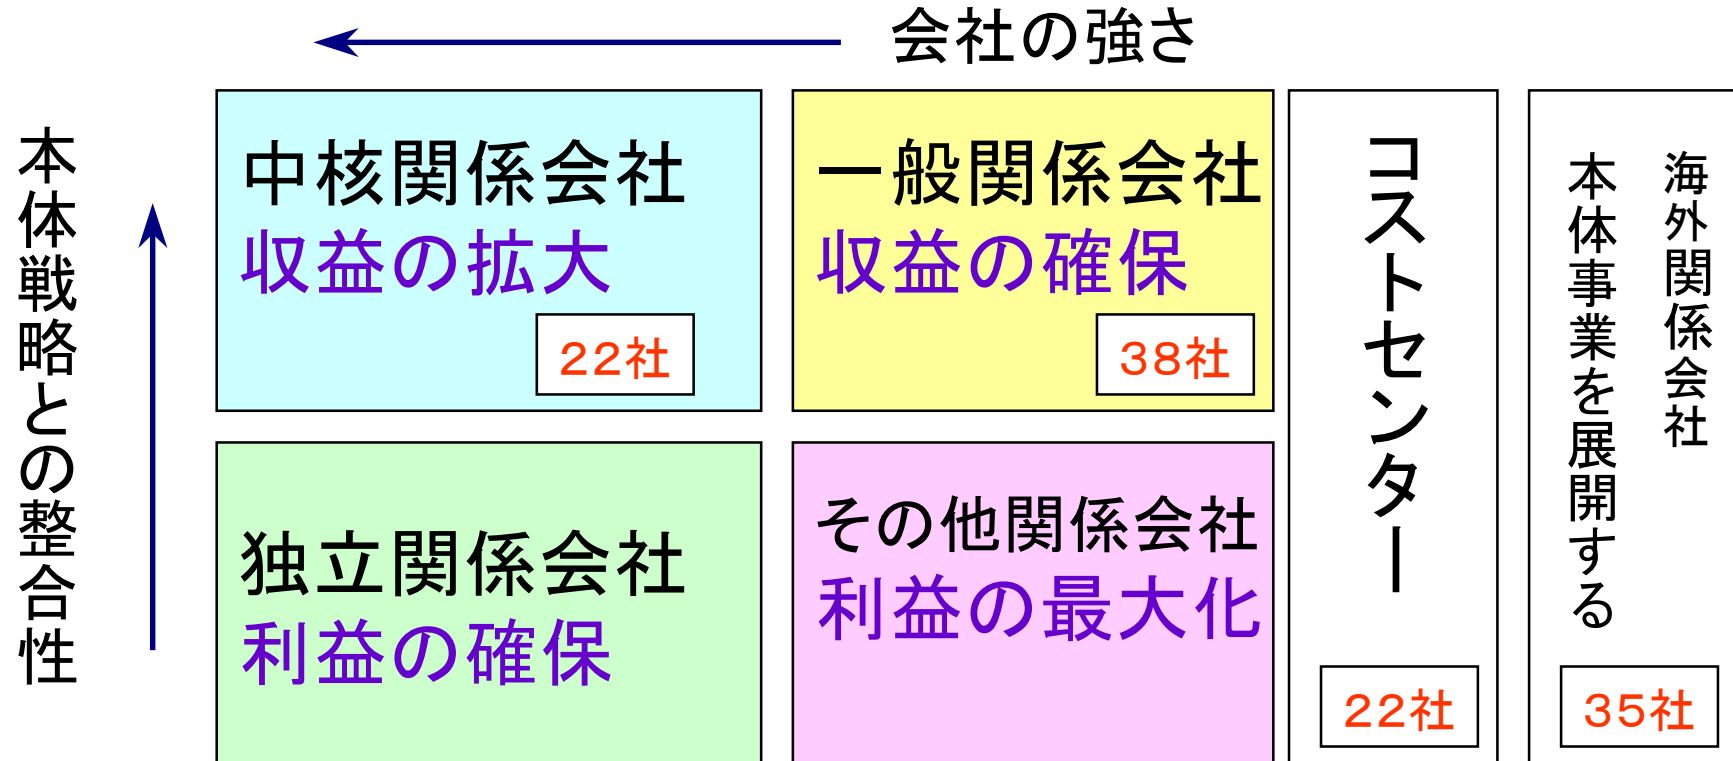 会社の強さ
本体戦略との整合性
中核関係会社
収益の拡大
22社
一般関係会社
収益の確保
38社
独立関係会社
利益の確保
その他関係会社
利益の最大化
コストセンター
22社
海外関係会社
本体事業を展開する
35社